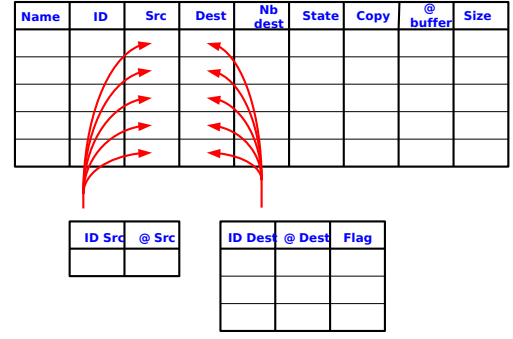 Name ID Src Dest Nb dest State Copy @ buffer Size
ID Src @ Src
ID Dest @ Dest Flag